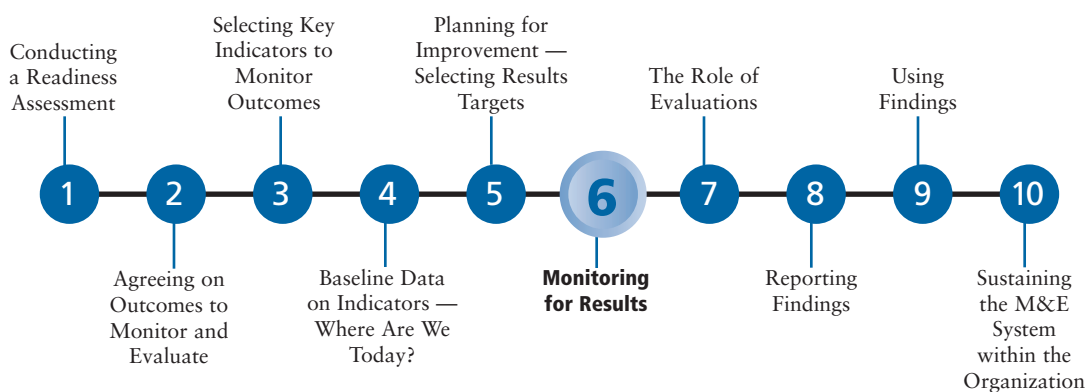 Conducting
a Readiness
Assessment
Selecting Key
Indicators to
Monitor
Outcomes
Planning for
Improvement —
Selecting Results
Targets
The Role of
Evaluations
Using
Findings
1
2
3
4
5
6
7
8
9
10
Agreeing on
Outcomes to
Monitor and
Evaluate
Baseline Data
on Indicators —
Where Are We
Today?
Monitoring
for Results
Reporting
Findings
Sustaining
the M&E
System
within the
Organization